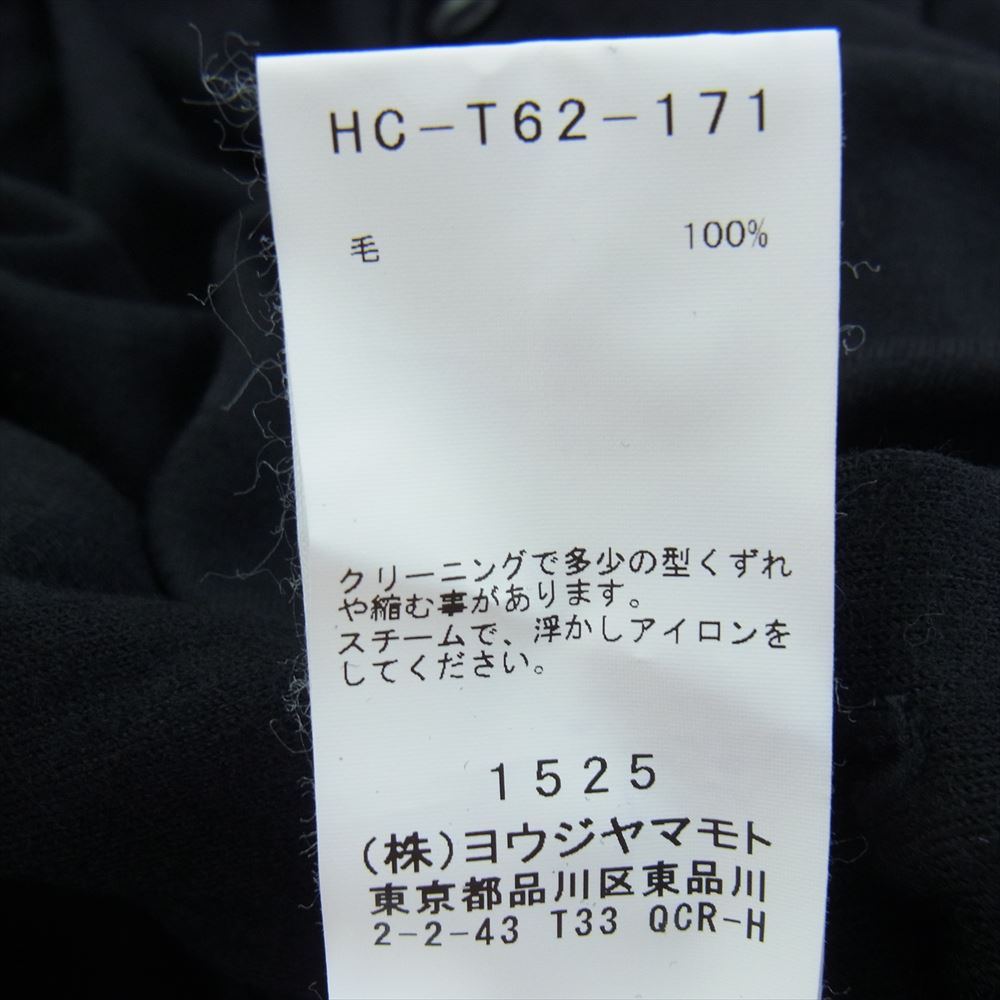 HC-T62-171
毛 100%
クリーニングで多少の型くずれ
や縮む事があります。
スチームで、浮かしアイロンを
してください。
1525
(株)ヨウジヤマモト
東京都品川区東品川
2-2-43 T33 QCR-H